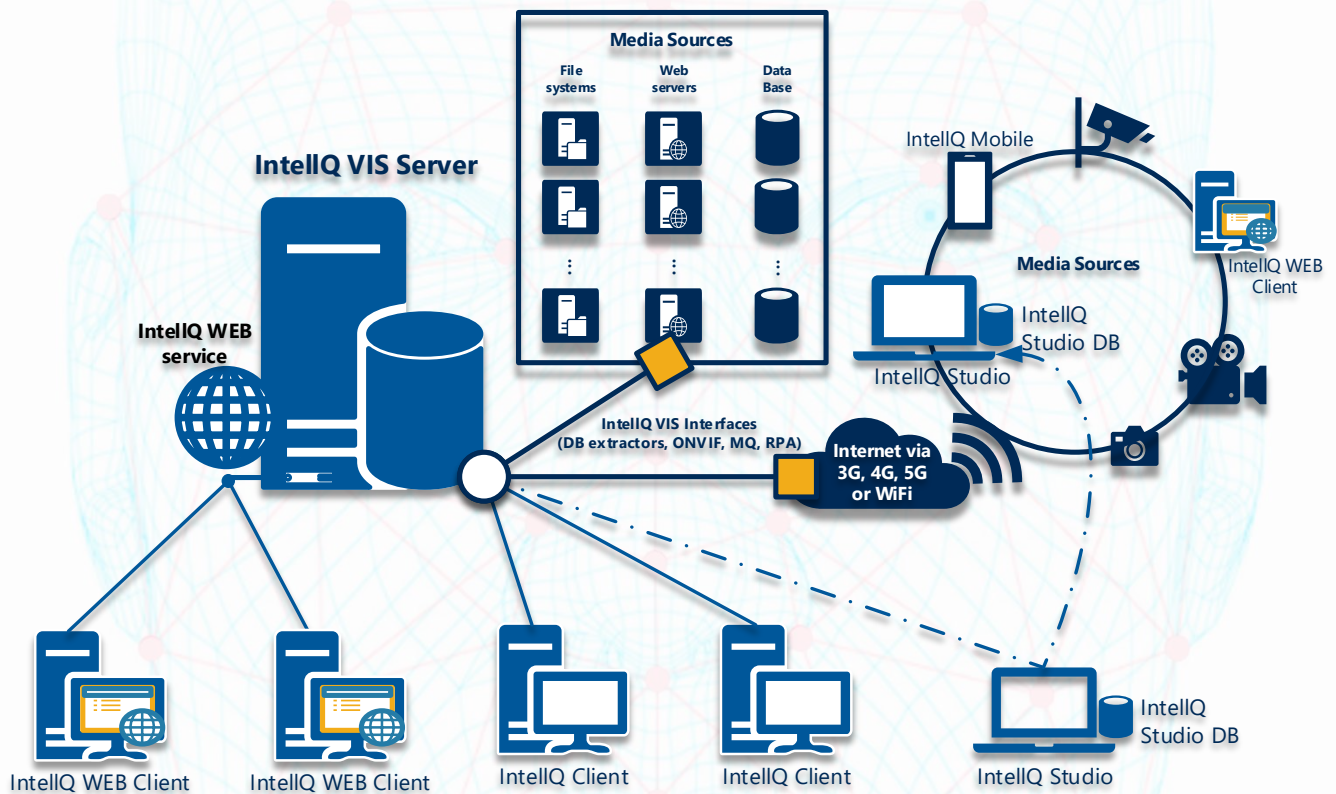 Media Sources
File
systems
Web
servers
Data
Base
IntellQ VIS Server
IntellQ Mobile
Media Sources
IntellQ WEB
Client
IntellQ
Studio DB
IntellQ Studio
IntellQ WEB
service
IntellQ VIS Interfaces
(DB extractors, ONVIF, MQ, RPA)
Internet via
3G, 4G, 5G
or WiFi
IntellQ WEB Client
IntellQ WEB Client
IntellQ Client
IntellQ Client
IntellQ Studio
IntellQ
Studio DB